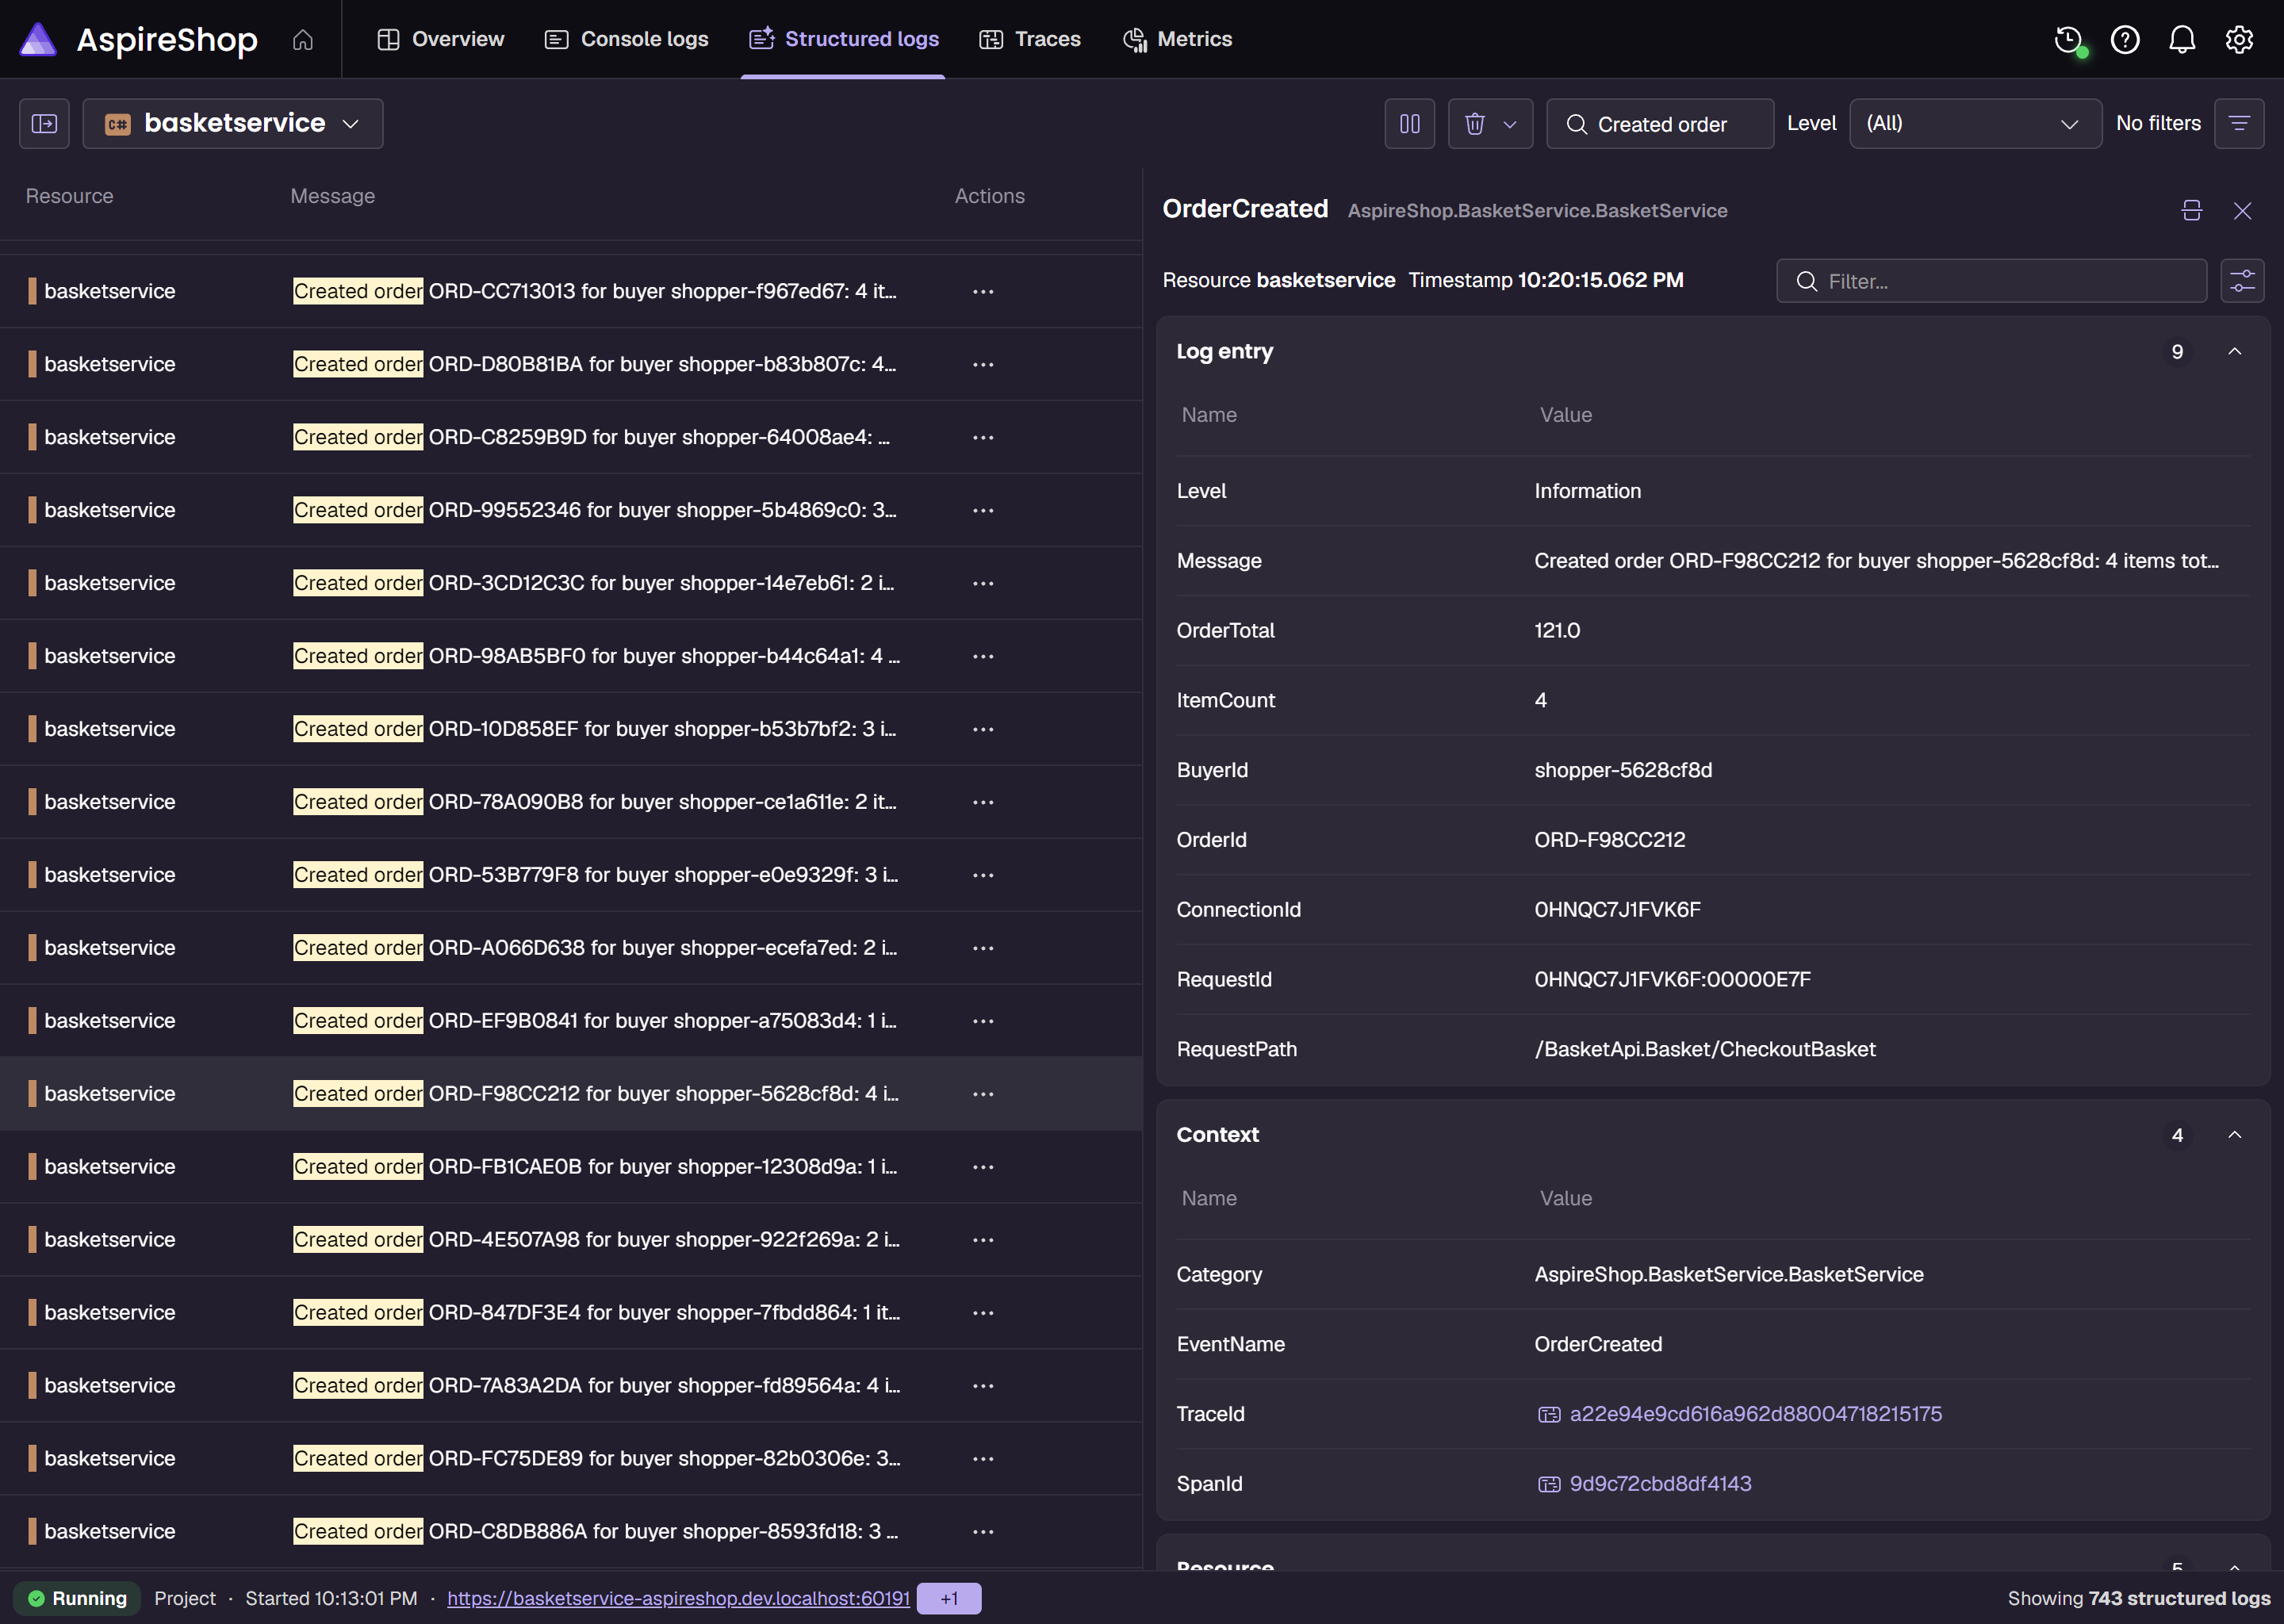 AspireShop
Overview
Console logs
Structured logs
Traces
Metrics
C# basketservice
Created order
Level
(All)
No filters
Resource Message Actions
basketservice Created order ORD-CC713013 for buyer shopper-f967ed67: 4 it...
basketservice Created order ORD-D80B81BA for buyer shopper-b83b807c: 4...
basketservice Created order ORD-C8259B9D for buyer shopper-64008ae4: ...
basketservice Created order ORD-99552346 for buyer shopper-5b4869c0: 3...
basketservice Created order ORD-3CD12C3C for buyer shopper-14e7eb61: 2 i...
basketservice Created order ORD-98AB5BF0 for buyer shopper-b44c64a1: 4 ...
basketservice Created order ORD-10D858EF for buyer shopper-b53b7bf2: 3 i...
basketservice Created order ORD-78A090B8 for buyer shopper-ce1a611e: 2 it...
basketservice Created order ORD-53B779F8 for buyer shopper-e0e9329f: 3 i...
basketservice Created order ORD-A066D638 for buyer shopper-ecefa7ed: 2 i...
basketservice Created order ORD-EF9B0841 for buyer shopper-a75083d4: 1 i...
basketservice Created order ORD-F98CC212 for buyer shopper-5628cf8d: 4 i...
basketservice Created order ORD-FB1CAE0B for buyer shopper-12308d9a: 1 i...
basketservice Created order ORD-4E507A98 for buyer shopper-922f269a: 2 i...
basketservice Created order ORD-847DF3E4 for buyer shopper-7fbdd864: 1 it...
basketservice Created order ORD-7A83A2DA for buyer shopper-fd89564a: 4 i...
basketservice Created order ORD-FC75DE89 for buyer shopper-82b0306e: 3...
basketservice Created order ORD-C8DB886A for buyer shopper-8593fd18: 3 ...
OrderCreated AspireShop.BasketService.BasketService
Resource basketservice Timestamp 10:20:15.062 PM
Filter...
Log entry 9
Name Value
Level Information
Message Created order ORD-F98CC212 for buyer shopper-5628cf8d: 4 items tot...
OrderTotal 121.0
ItemCount 4
BuyerId shopper-5628cf8d
OrderId ORD-F98CC212
ConnectionId 0HNQC7J1FVK6F
RequestId 0HNQC7J1FVK6F:00000E7F
RequestPath /BasketApi.Basket/CheckoutBasket
Context 4
Name Value
Category AspireShop.BasketService.BasketService
EventName OrderCreated
TraceId a22e94e9cd616a962d88004718215175
SpanId 9d9c72cbd8df4143
Resource 5
Running Project · Started 10:13:01 PM · https://basketservice-aspireshop.dev.localhost:60191 +1
Showing 743 structured logs